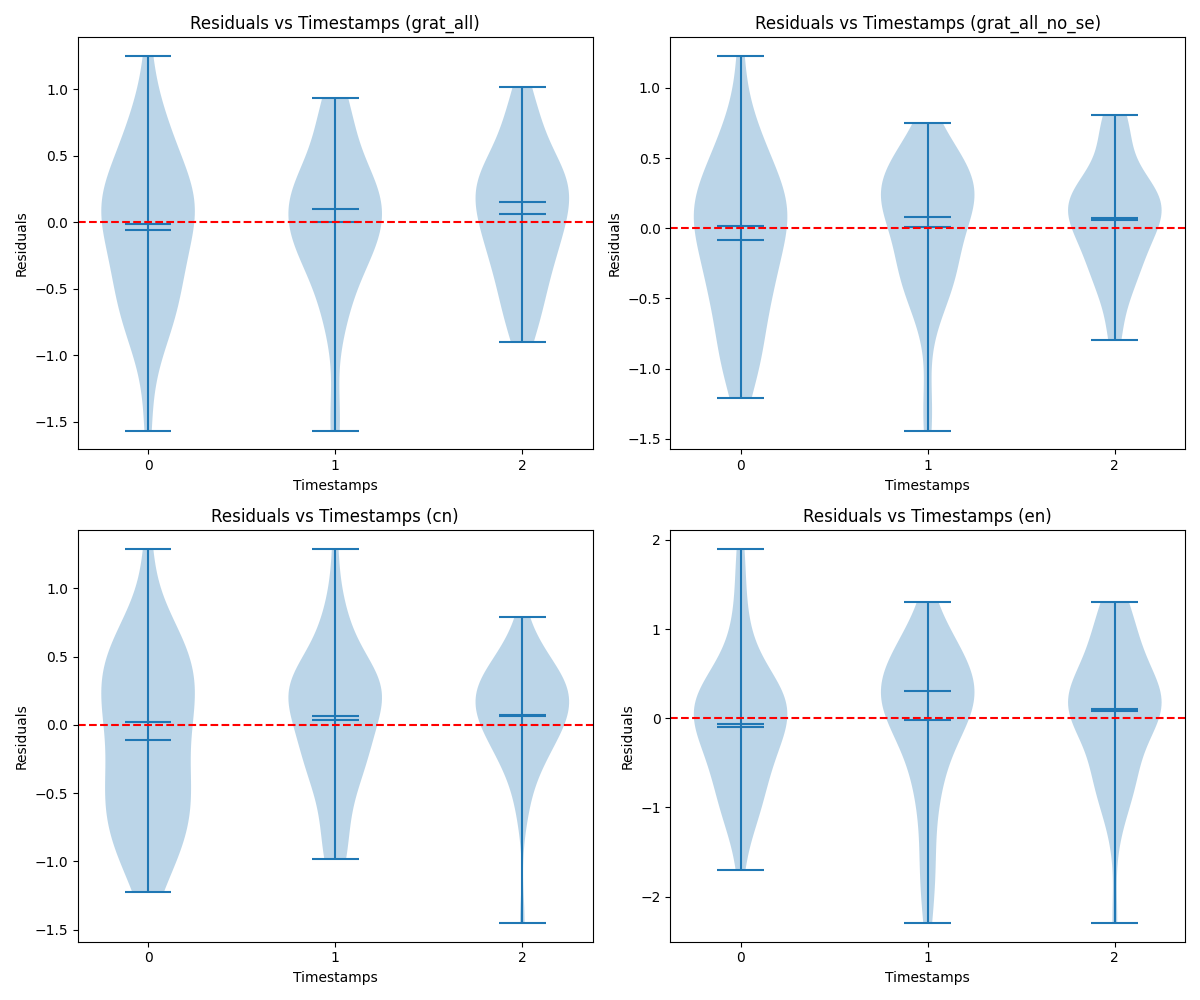 Residuals vs Timestamps (grat_all)
Residuals
1.0
0.5
0.0
−0.5
−1.0
−1.5
0 1 2
Timestamps
Residuals vs Timestamps (grat_all_no_se)
Residuals
1.0
0.5
0.0
−0.5
−1.0
−1.5
0 1 2
Timestamps
Residuals vs Timestamps (cn)
Residuals
1.0
0.5
0.0
−0.5
−1.0
−1.5
0 1 2
Timestamps
Residuals vs Timestamps (en)
Residuals
2
1
0
−1
−2
0 1 2
Timestamps